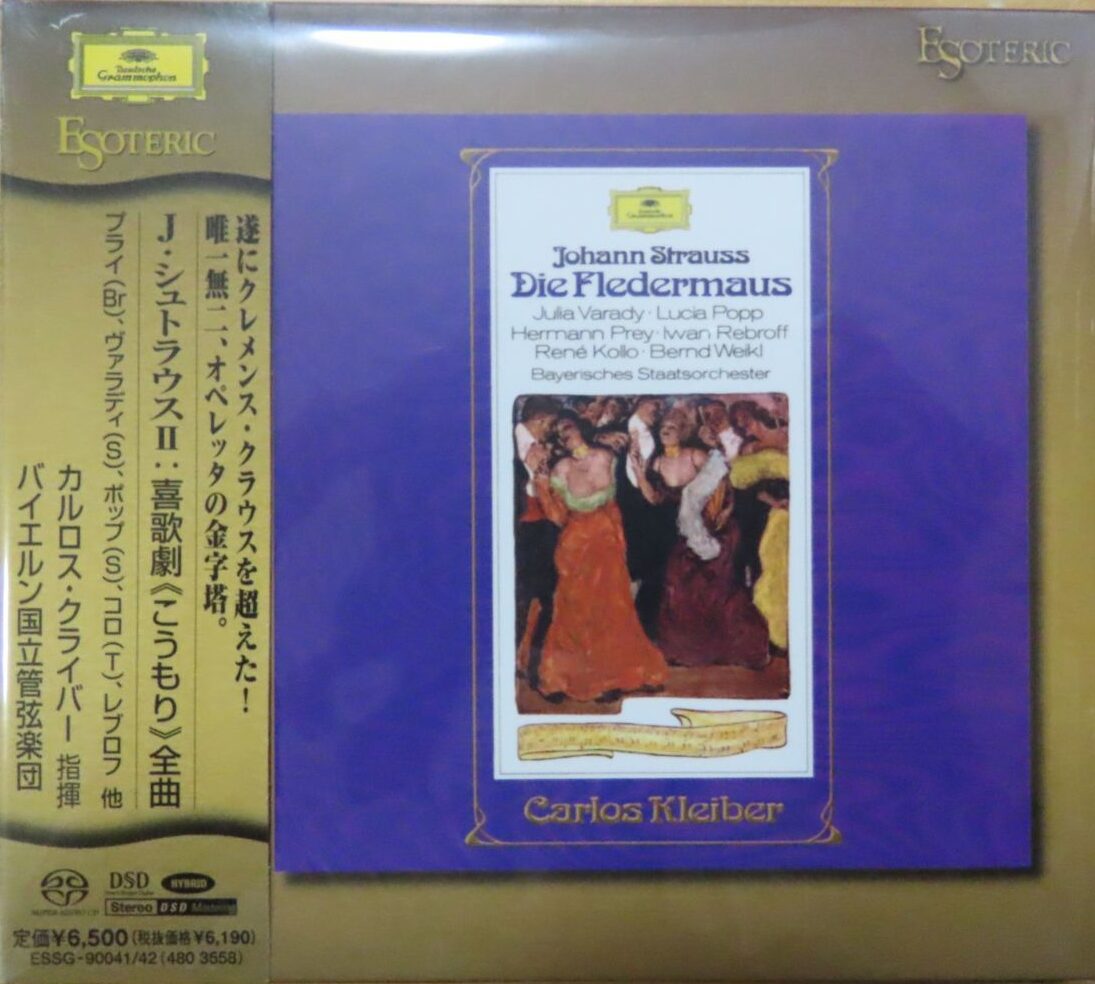 Deutsche
Grammophon
ESOTERIC
遂にクレメンス・クラウスを超えた！
唯一無二、オペレッタの金字塔。
J・シュトラウスⅡ：喜歌劇《こうもり》全曲
プライ(Br)、ヴァラディ(S)、ポップ(S)、コロ(T)、レブロフ 他
カルロス・クライバー 指揮
バイエルン国立管弦楽団
SUPER AUDIO CD
DSD
HYBRID
Stereo DSD Mastering
定価¥6,500(税抜価格¥6,190)
ESSG-90041/42 (480 3558)
ESOTERIC
Deutsche
Grammophon
Johann Strauss
Die Fledermaus
Julia Varady · Lucia Popp
Hermann Prey · Iwan Rebroff
René Kollo · Bernd Weikl
Bayerisches Staatsorchester
Carlos Kleiber